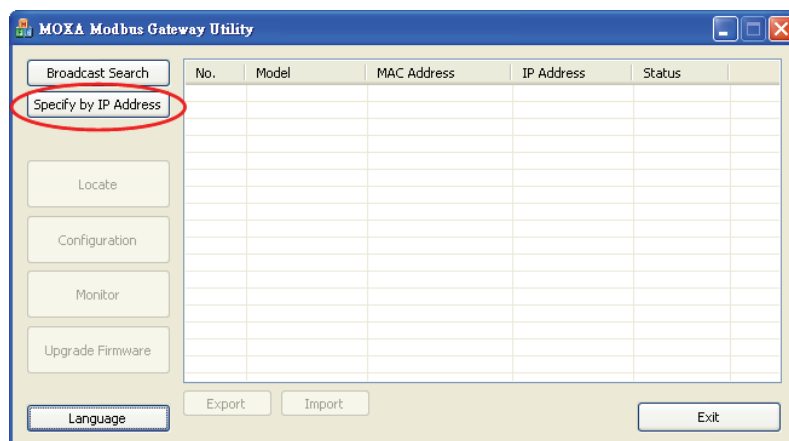 MOXA Modbus Gateway Utility
Broadcast Search
No. Model MAC Address IP Address Status
Specify by IP Address
Locate
Configuration
Monitor
Upgrade Firmware
Export Import
Language
Exit